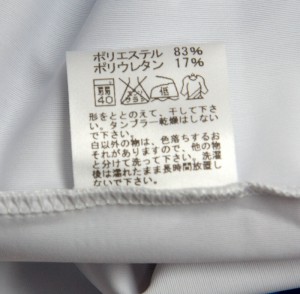 ポリエステル 83%
ポリウレタン 17%
40 低
形をととのえて、干して下さ
い。タンブラー乾燥はしない
で下さい。
白以外の物は、色落ちするお
それがありますので、他の物
と分けて洗って下さい。洗濯
後は濡れたまま長時間放置し
ないで下さい。